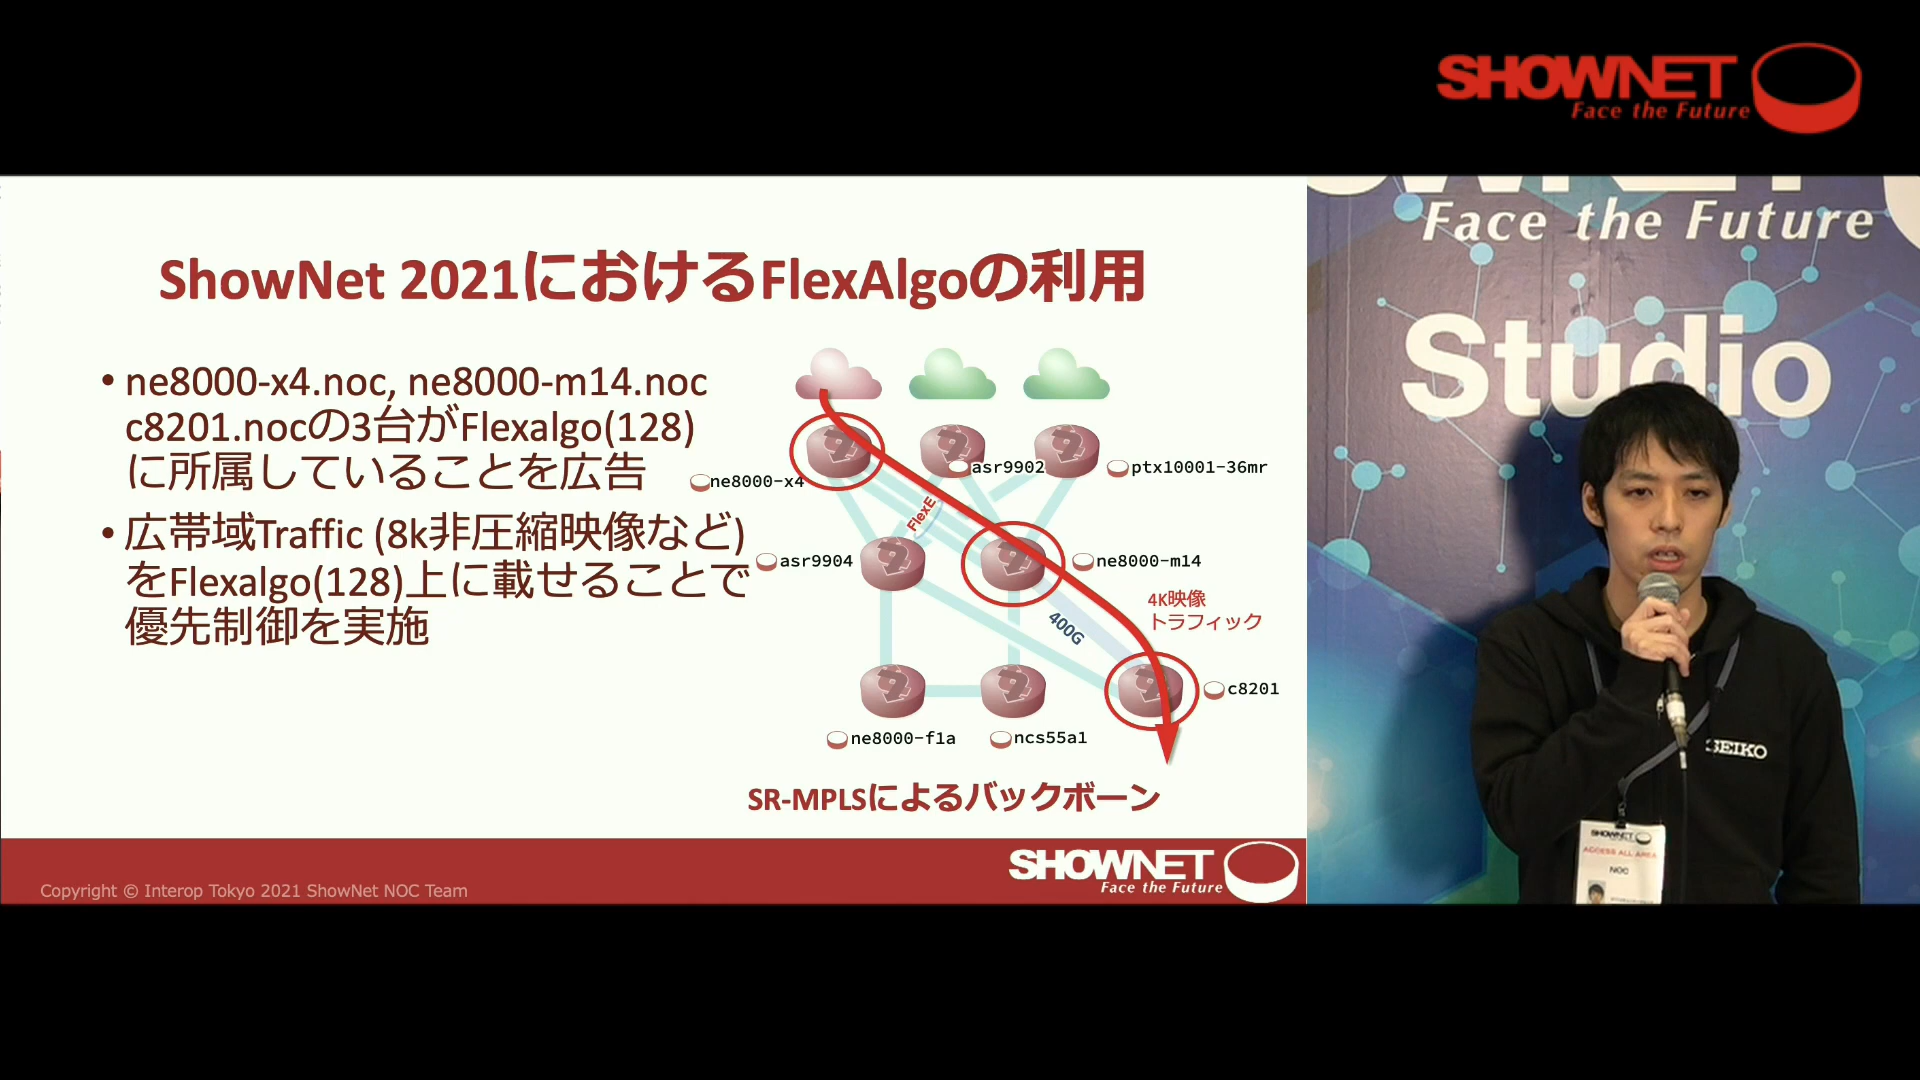 SHOWNET
Face the Future
ShowNet 2021におけるFlexAlgoの利用
• ne8000-x4.noc, ne8000-m14.noc
c8201.nocの3台がFlexalgo(128)
に所属していることを広告
• 広帯域Traffic (8k非圧縮映像など)
をFlexalgo(128)上に載せることで
優先制御を実施
ne8000-x4
asr9902
ptx10001-36mr
FlexE
asr9904
ne8000-m14
4K映像
トラフィック
400G
c8201
ne8000-f1a
ncs55a1
SR-MPLSによるバックボーン
Copyright © Interop Tokyo 2021 ShowNet NOC Team
SHOWNET
Face the Future
Face the Future
Studio
SEIKO
SHOWNET
ACCESS ALL AREA
NOC